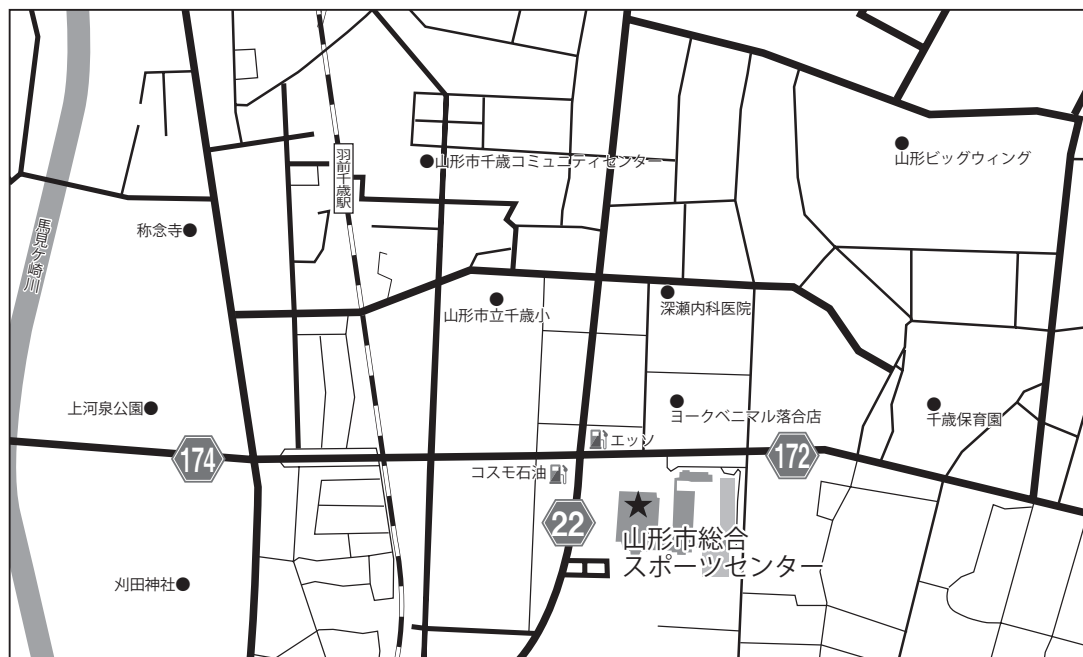 羽前千歳駅
山形市千歳コミュニティセンター
山形ビッグウィング
称念寺
馬見ケ崎川
山形市立千歳小
深瀬内科医院
上河泉公園
ヨークベニマル落合店
千歳保育園
エッソ
174
172
コスモ石油
22
山形市総合
スポーツセンター
刈田神社